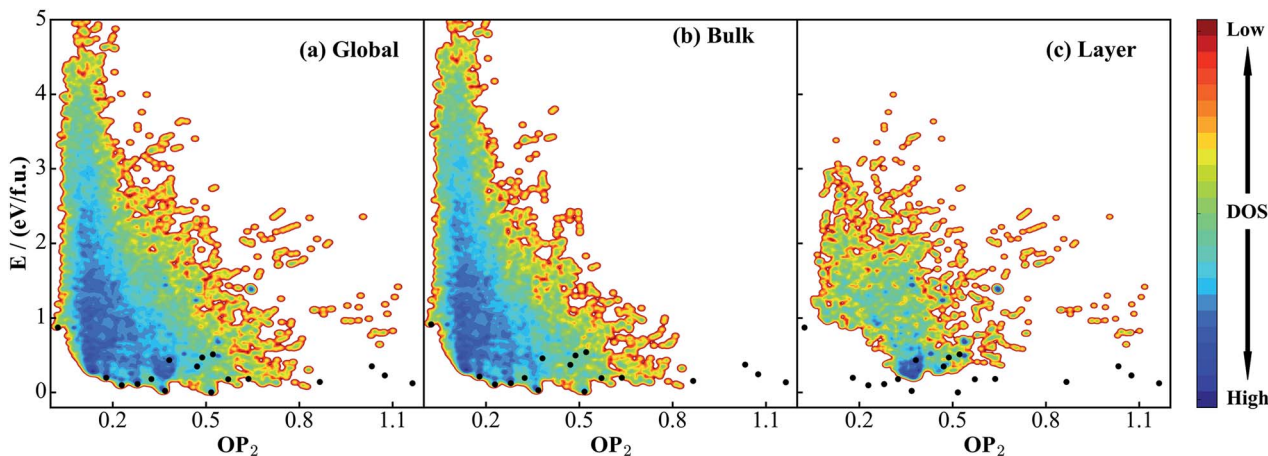 5
4
3
2
1
0
E / (eV/f.u.)
(a) Global
(b) Bulk
(c) Layer
0.2 0.5 0.8 1.1
0.2 0.5 0.8 1.1
0.2 0.5 0.8 1.1
OP₂
OP₂
OP₂
Low
DOS
High